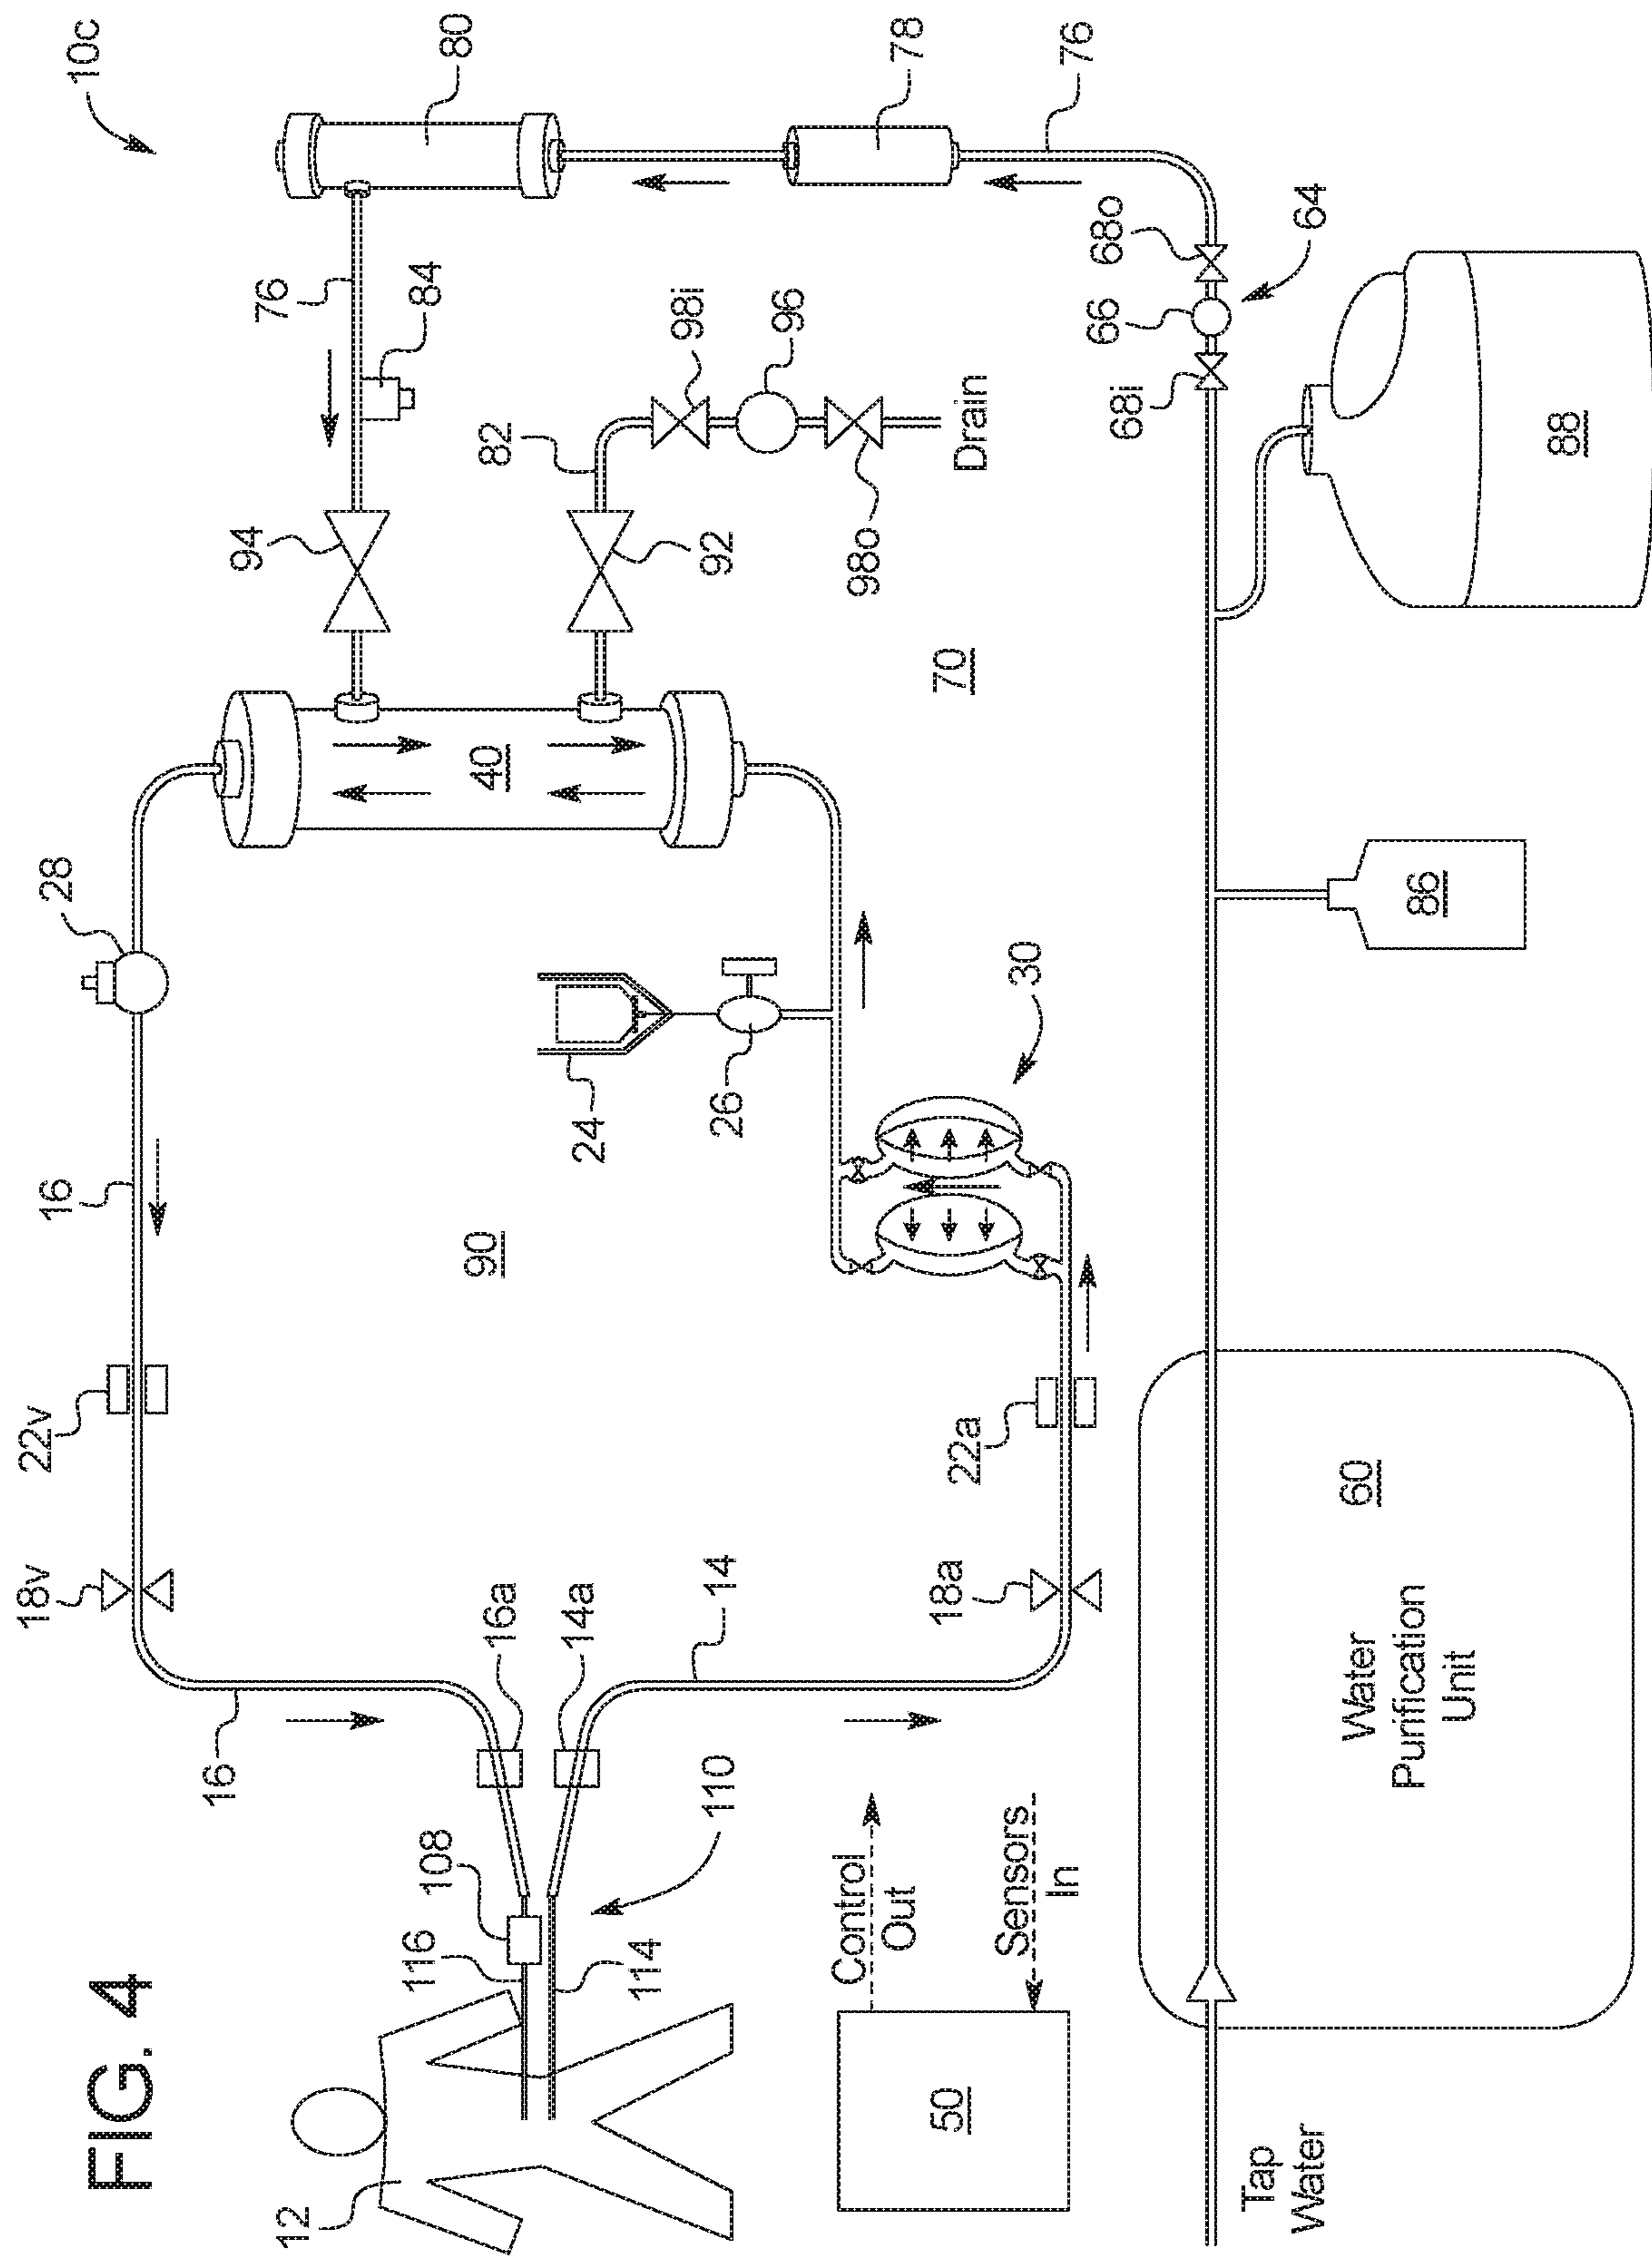 FIG. 4
10c
18v
22v
16
28
80
16
94
76
84
12
116
108
16a
14a
90
40
82
98i
96
24
114
110
14
26
92
98o
Drain
78
76
Control
Out
Sensors
In
50
18a
22a
30
70
68i
66
68o
64
Tap
Water
60
Water
Purification
Unit
86
88